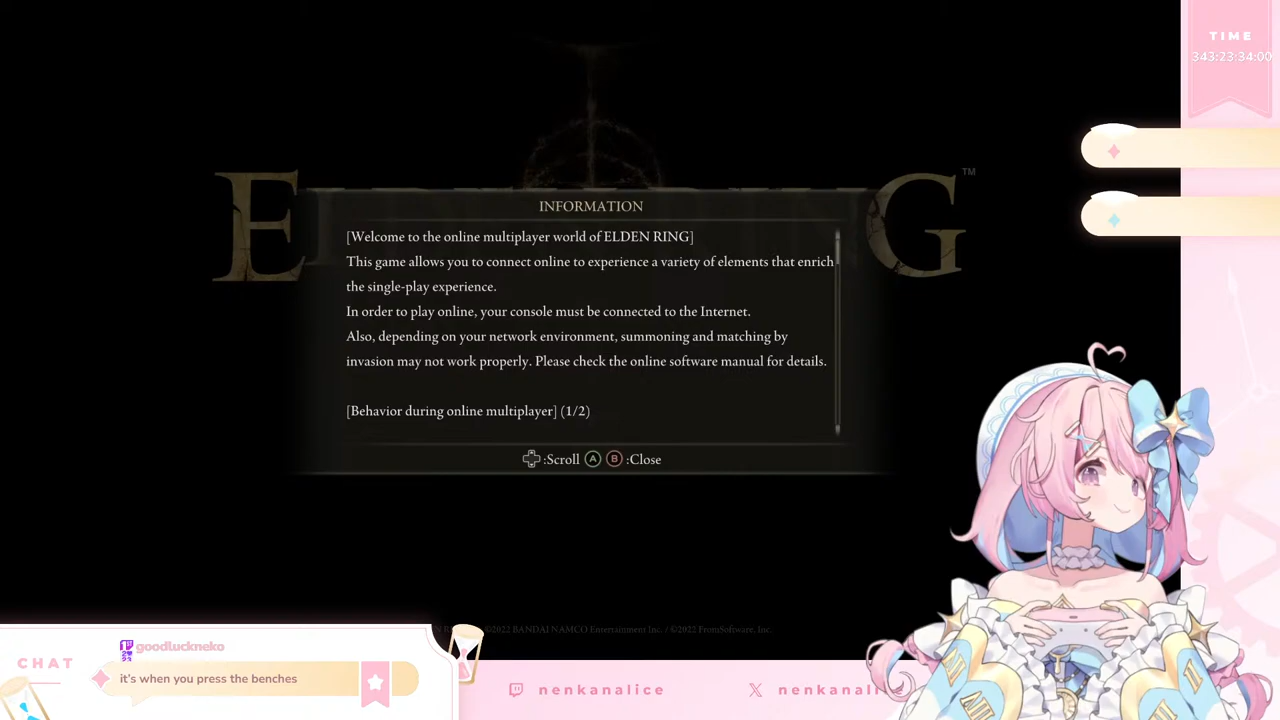 TIME
343:23:34:00
ELDEN RING™
INFORMATION
[Welcome to the online multiplayer world of ELDEN RING]
This game allows you to connect online to experience a variety of elements that enrich
the single-play experience.
In order to play online, your console must be connected to the Internet.
Also, depending on your network environment, summoning and matching by
invasion may not work properly. Please check the online software manual for details.
[Behavior during online multiplayer] (1/2)
:Scroll A B :Close
©2022 BANDAI NAMCO Entertainment Inc. / ©2022 FromSoftware, Inc.
goodluckneko
CHAT
it's when you press the benches
nenkanalice
nenkanali